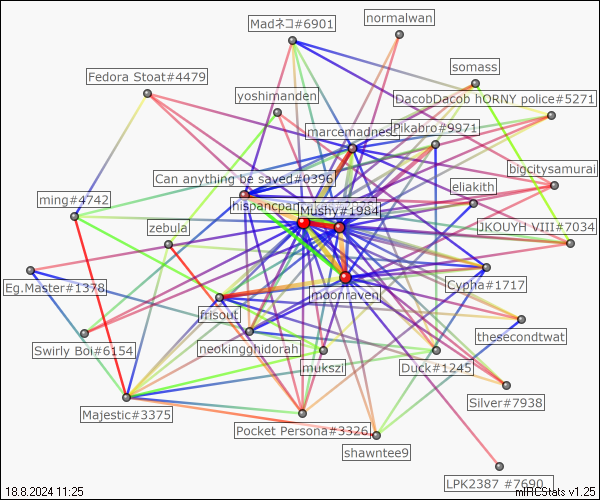 Madネコ#6901
normalwan
somass
Fedora Stoat#4479
yoshimanden
DacobDacob hORNY police#5271
marcemadness
Pikabro#9971
bigcitysamurai
Can anything be saved#0396
eliakith
ming#4742
hispancpan
Mushy#1984
zebula
JKOUYH VIII#7034
Eg.Master#1378
moonraven
Cypha#1717
frisout
thesecondtwat
Swirly Boi#6154
neokingghidorah
mukszi
Duck#1245
Majestic#3375
Silver#7938
Pocket Persona#3326
shawntee9
LPK2387 #7690
18.8.2024 11:25
mIRCStats v1.25